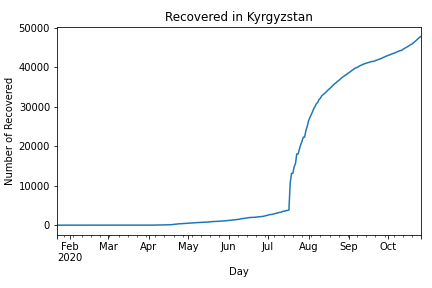 Recovered in Kyrgyzstan
50000
40000
30000
20000
10000
0
Number of Recovered
Feb Mar Apr May Jun Jul Aug Sep Oct
2020
Day